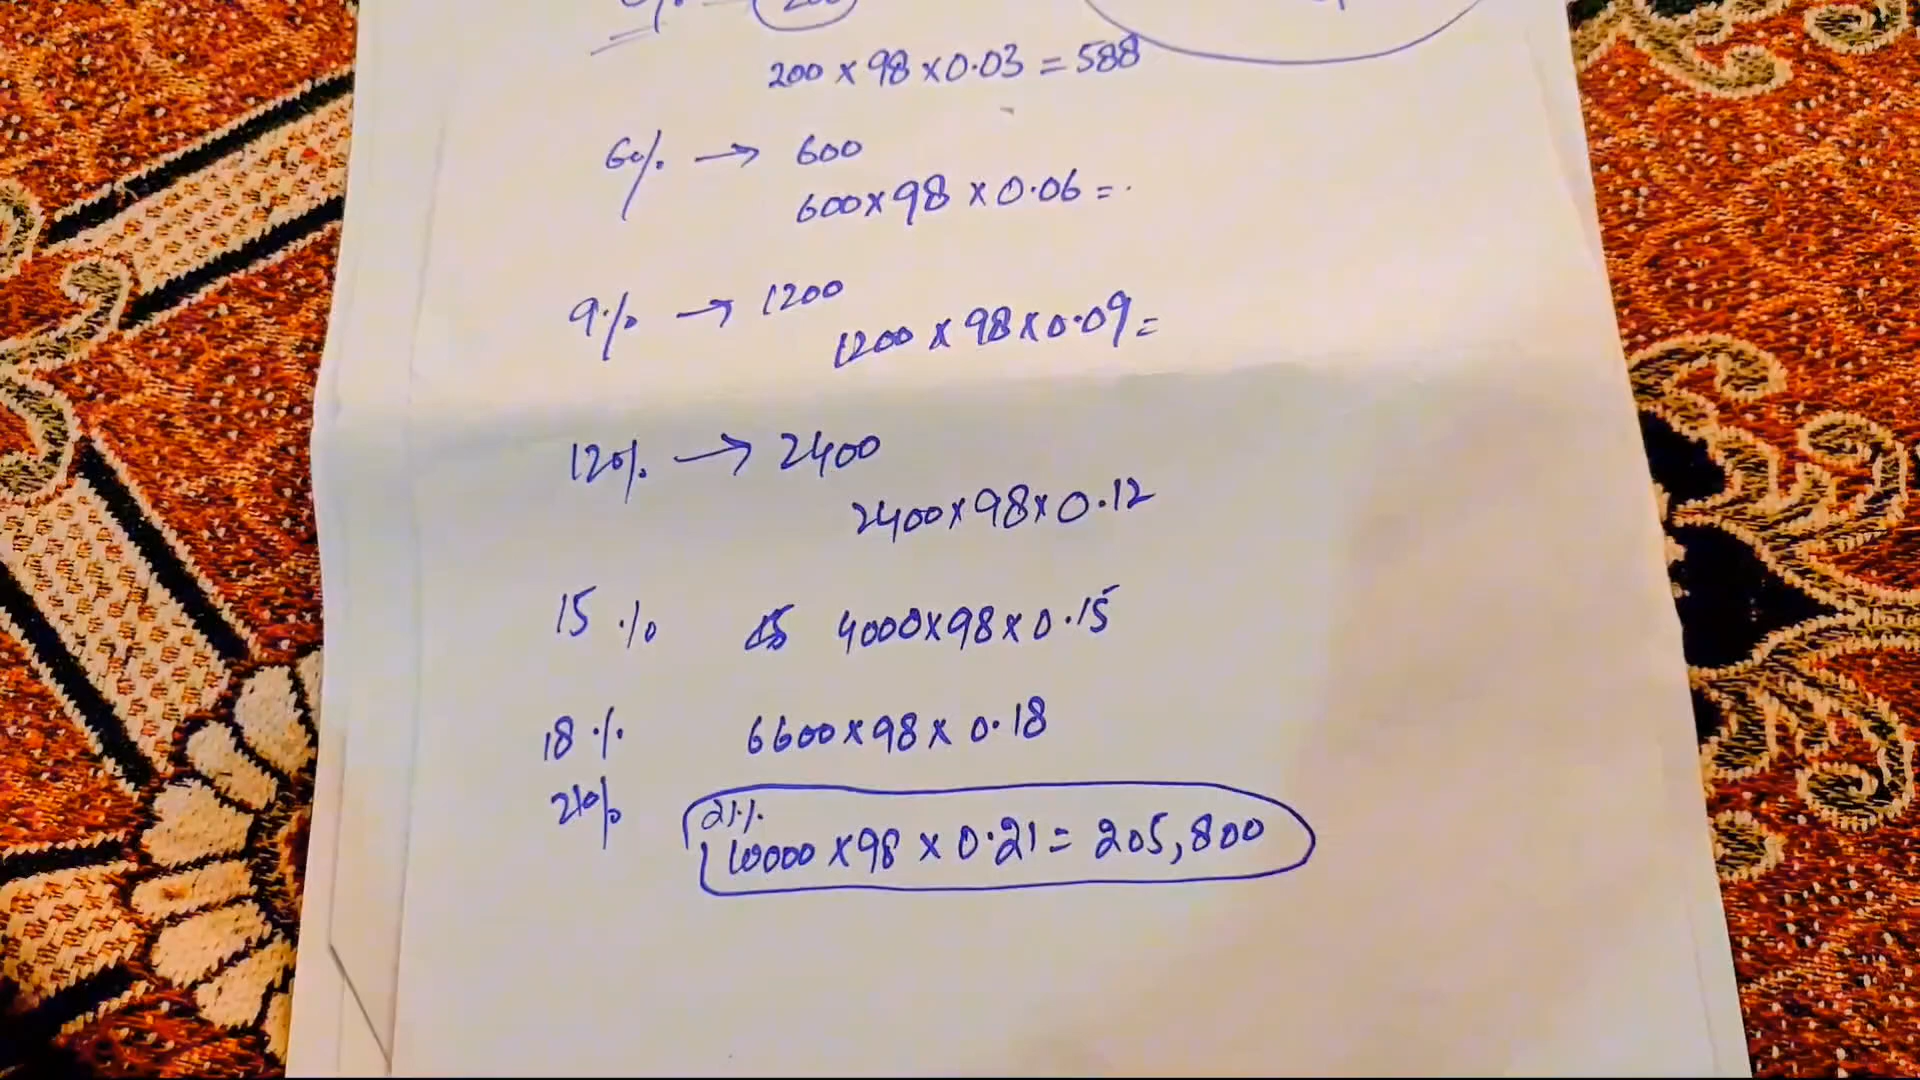 200
200 x 98 x 0.03 = 588
6% → 600
600 x 98 x 0.06 =
9% → 1200
1200 x 98 x 0.09 =
12% → 2400
2400 x 98 x 0.12
15 % 4000 x 98 x 0.15
18 % 6600 x 98 x 0.18
21%
21%
10000 x 98 x 0.21 = 205,800